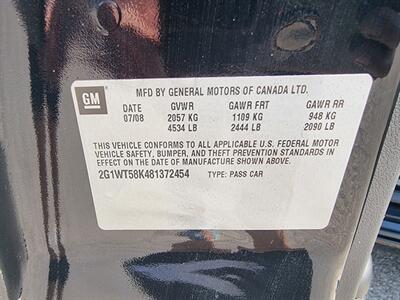 GM
MFD BY GENERAL MOTORS OF CANADA LTD.
DATE GVWR GAWR FRT GAWR RR
07/08 2057 KG 1109 KG 948 KG
4534 LB 2444 LB 2090 LB
THIS VEHICLE CONFORMS TO ALL APPLICABLE U.S. FEDERAL MOTOR
VEHICLE SAFETY, BUMPER, AND THEFT PREVENTION STANDARDS IN
EFFECT ON THE DATE OF MANUFACTURE SHOWN ABOVE.
2G1WT58K481372454 TYPE: PASS CAR